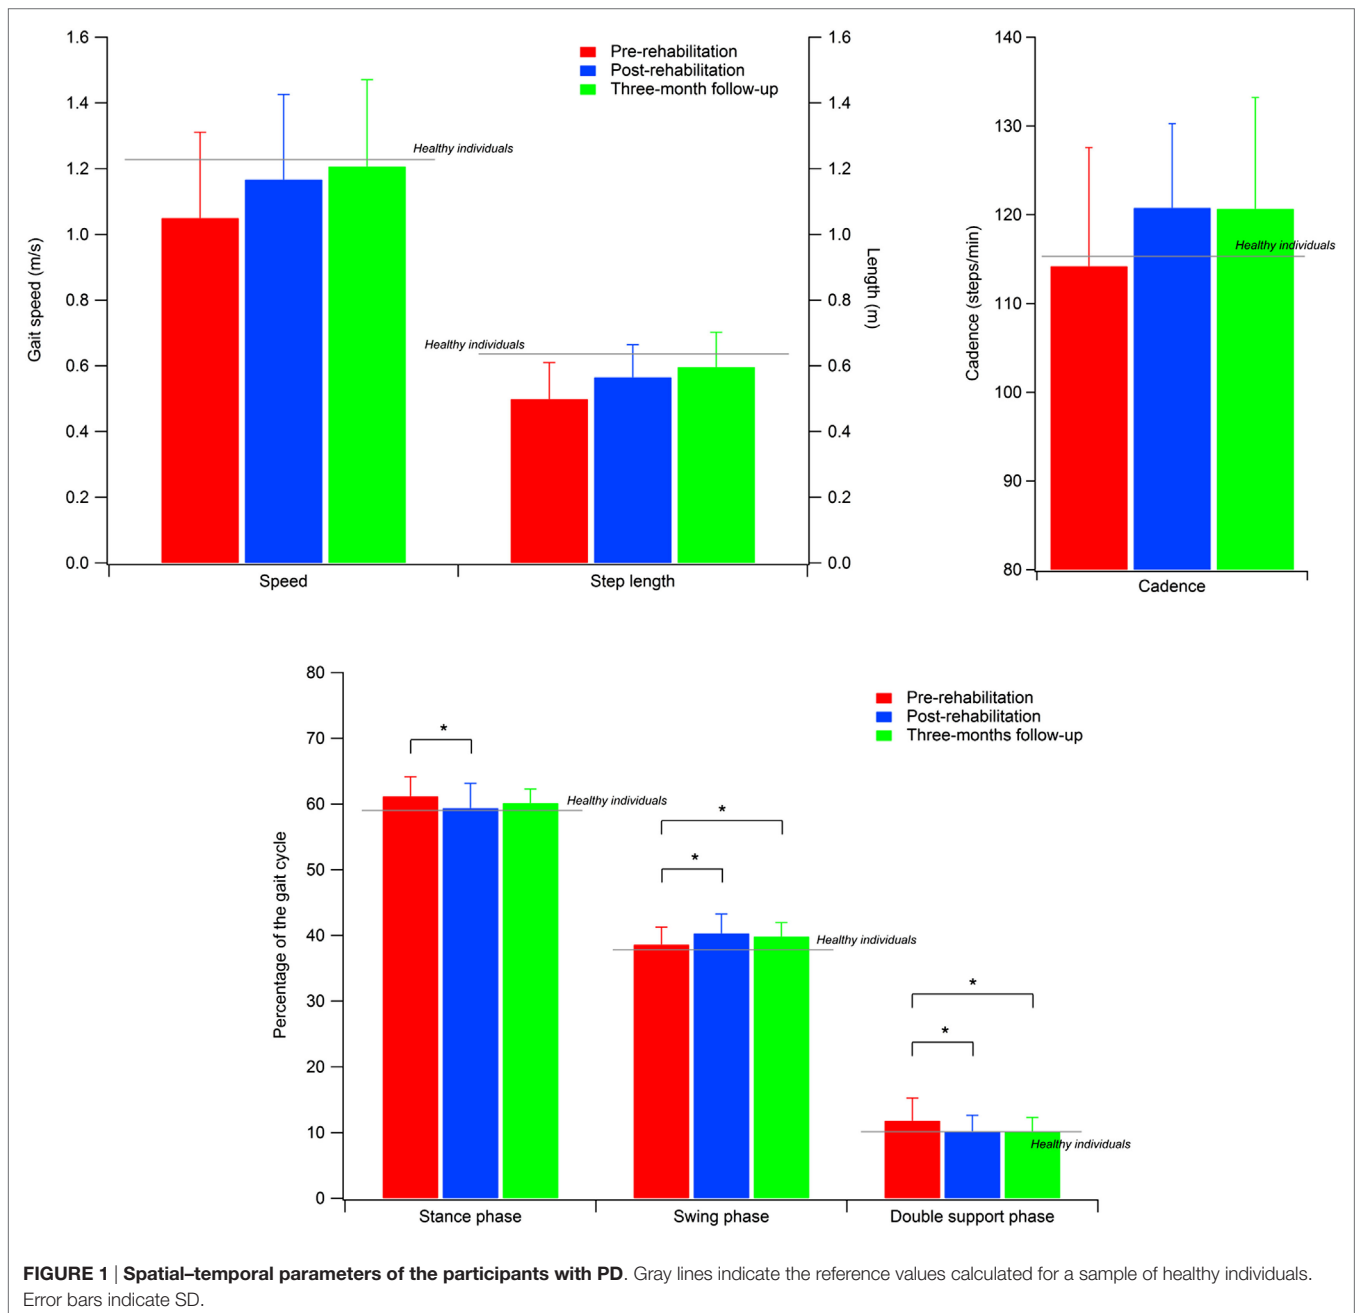 1.6
1.4
1.2
1.0
0.8
0.6
0.4
0.2
0.0
Gait speed (m/s)
Pre-rehabilitation
Post-rehabilitation
Three-month follow-up
Healthy individuals
Healthy individuals
Speed
Step length
1.6
1.4
1.2
1.0
0.8
0.6
0.4
0.2
0.0
Length (m)
140
130
120
110
100
90
80
Cadence (steps/min)
Healthy individuals
Cadence
80
70
60
50
40
30
20
10
0
Percentage of the gait cycle
Pre-rehabilitation
Post-rehabilitation
Three-months follow-up
*
Healthy individuals
*
*
Healthy individuals
*
*
Healthy individuals
Stance phase
Swing phase
Double support phase
FIGURE 1 | Spatial–temporal parameters of the participants with PD. Gray lines indicate the reference values calculated for a sample of healthy individuals.
Error bars indicate SD.